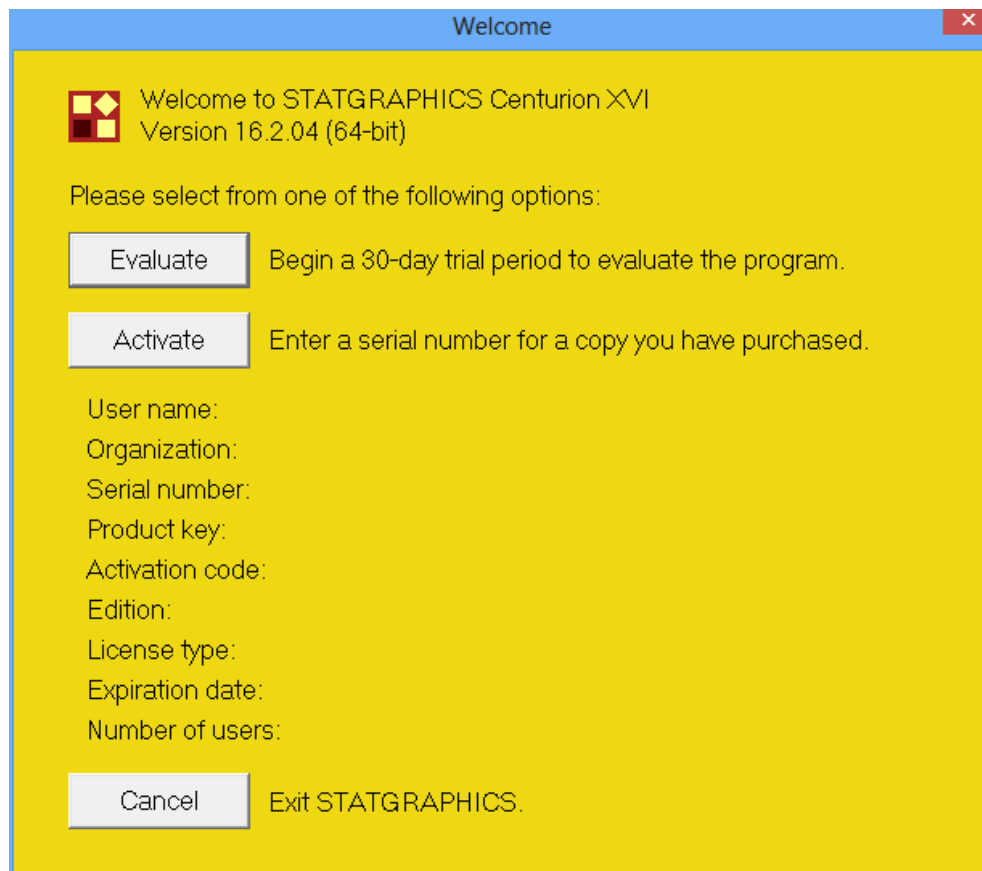 Welcome
Welcome to STATGRAPHICS Centurion XVI
Version 16.2.04 (64-bit)
Please select from one of the following options:
Evaluate Begin a 30-day trial period to evaluate the program.
Activate Enter a serial number for a copy you have purchased.
User name:
Organization:
Serial number:
Product key:
Activation code:
Edition:
License type:
Expiration date:
Number of users:
Cancel Exit STATGRAPHICS.